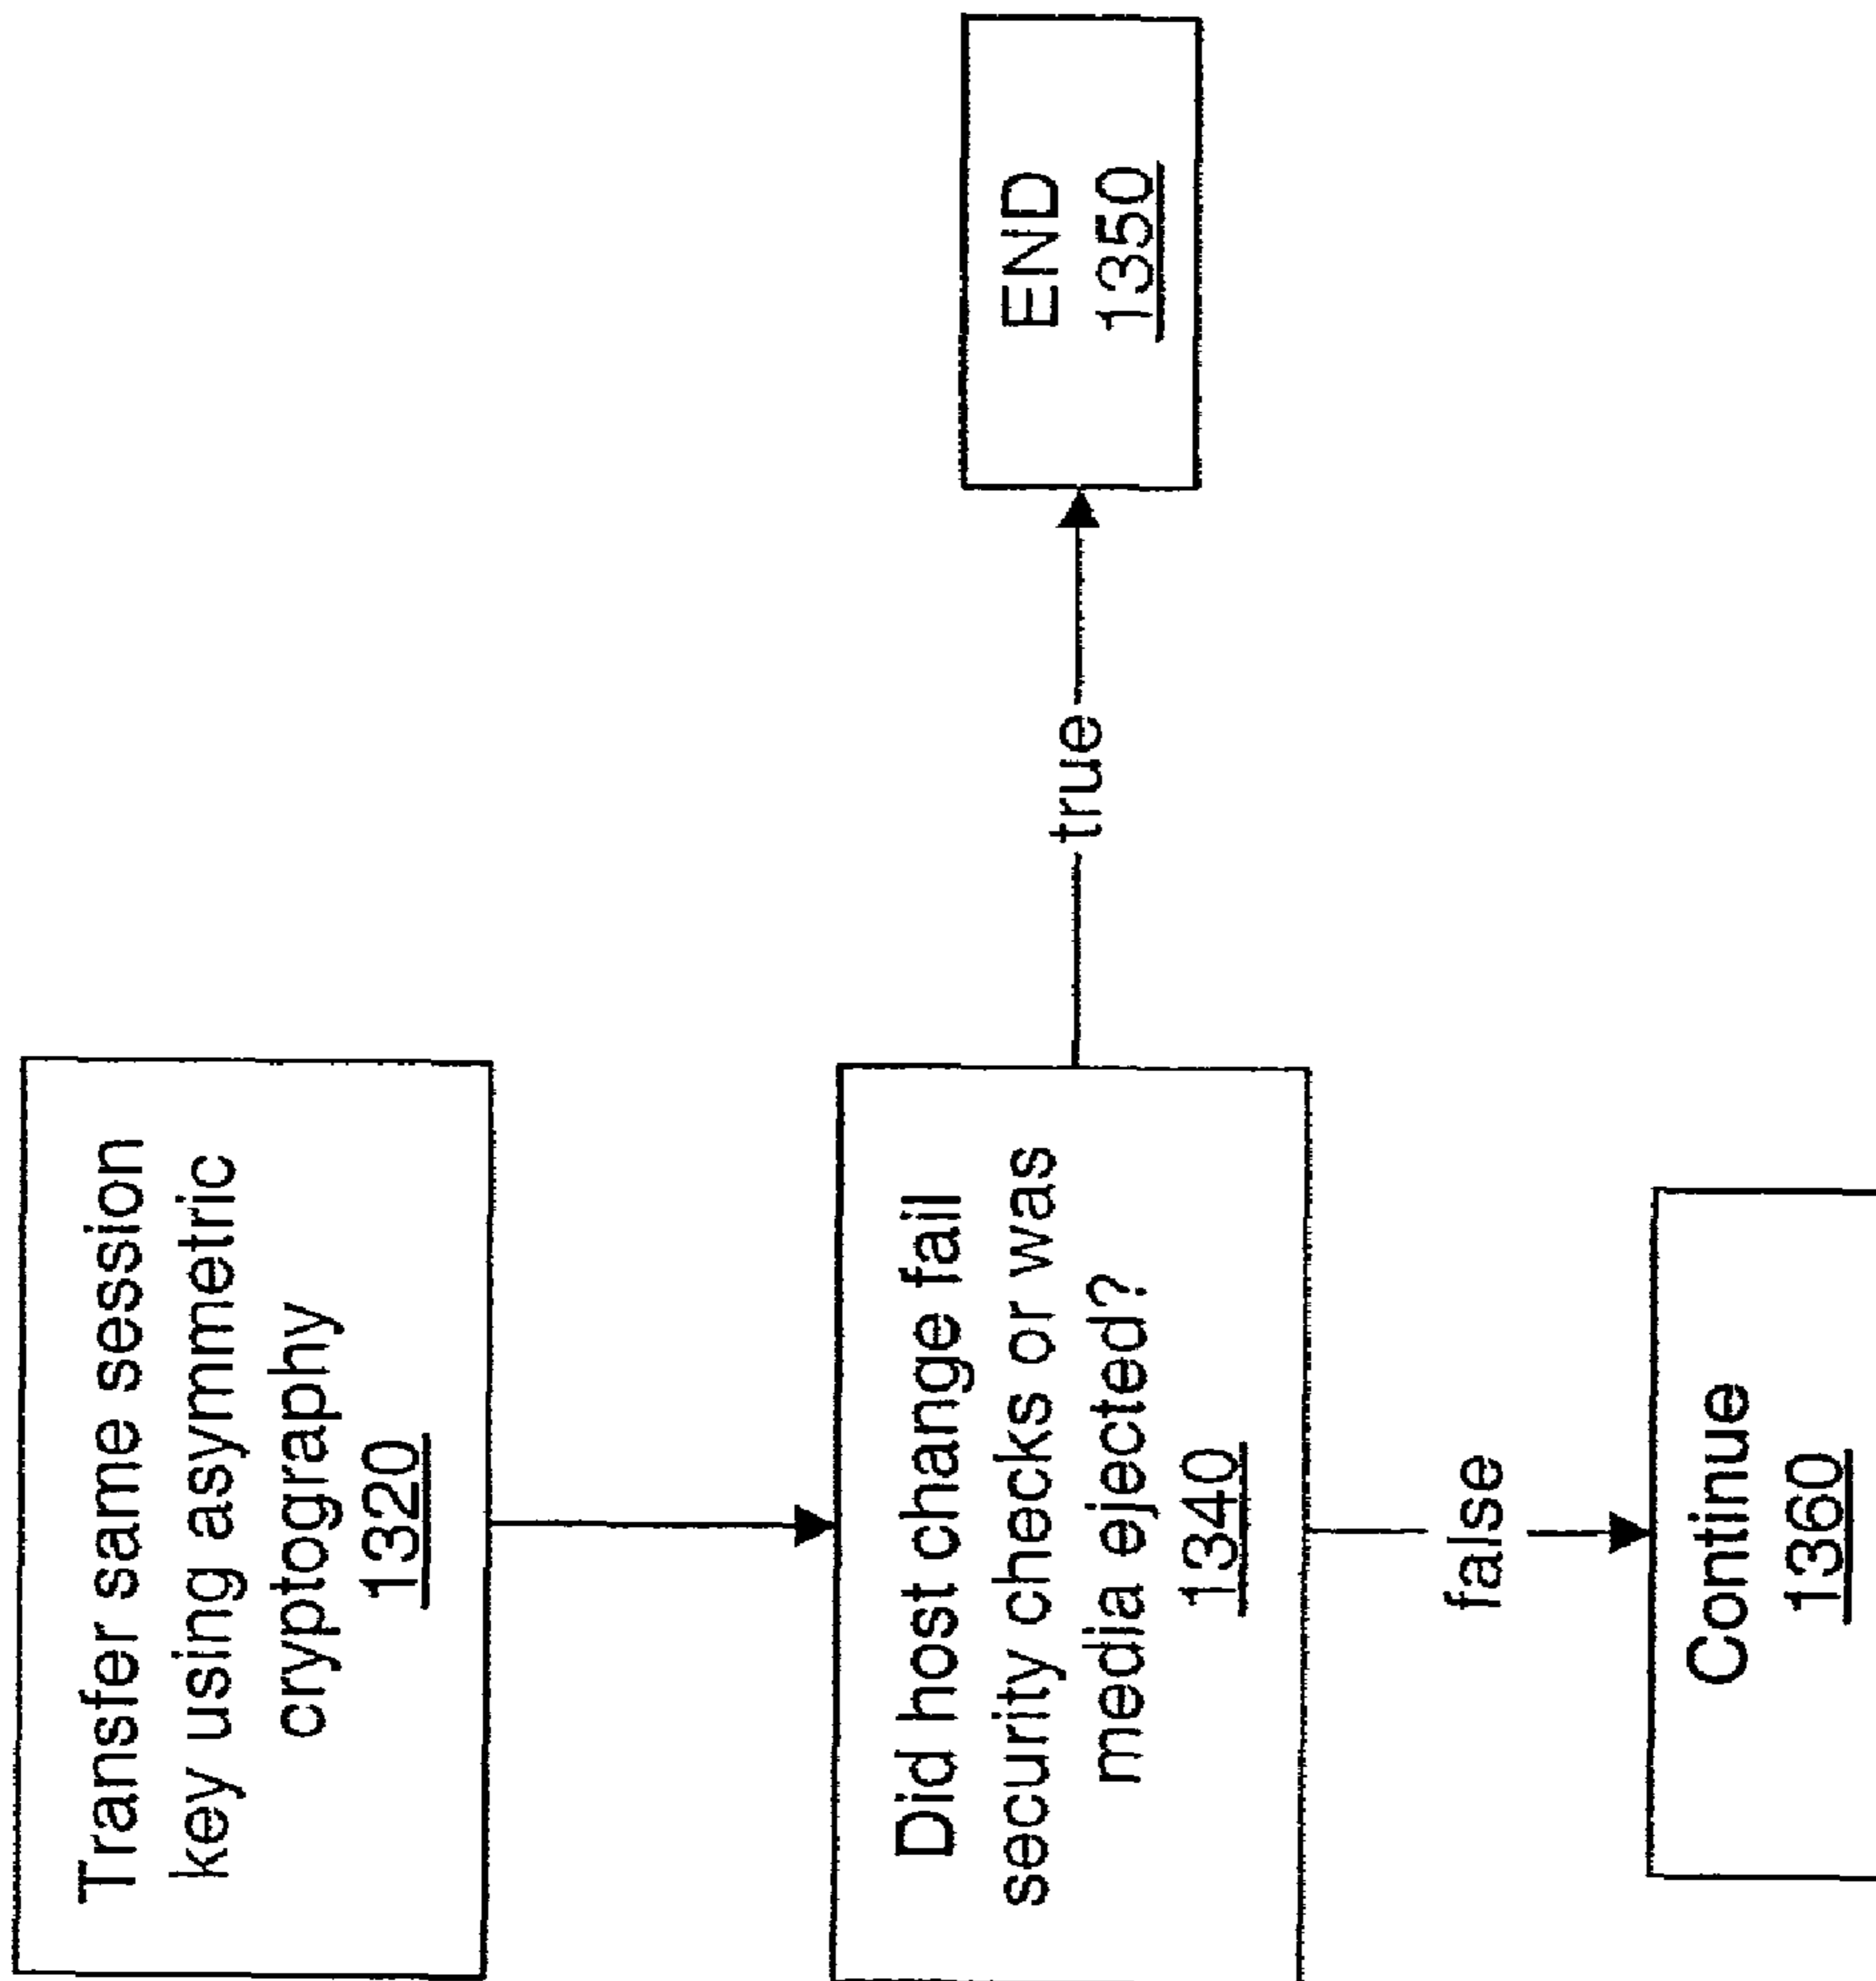 Transfer same session
key using asymmetric
cryptography
1320
Did host change fail
security checks or was
media ejected?
1340
true
END
1350
false
Continue
1360